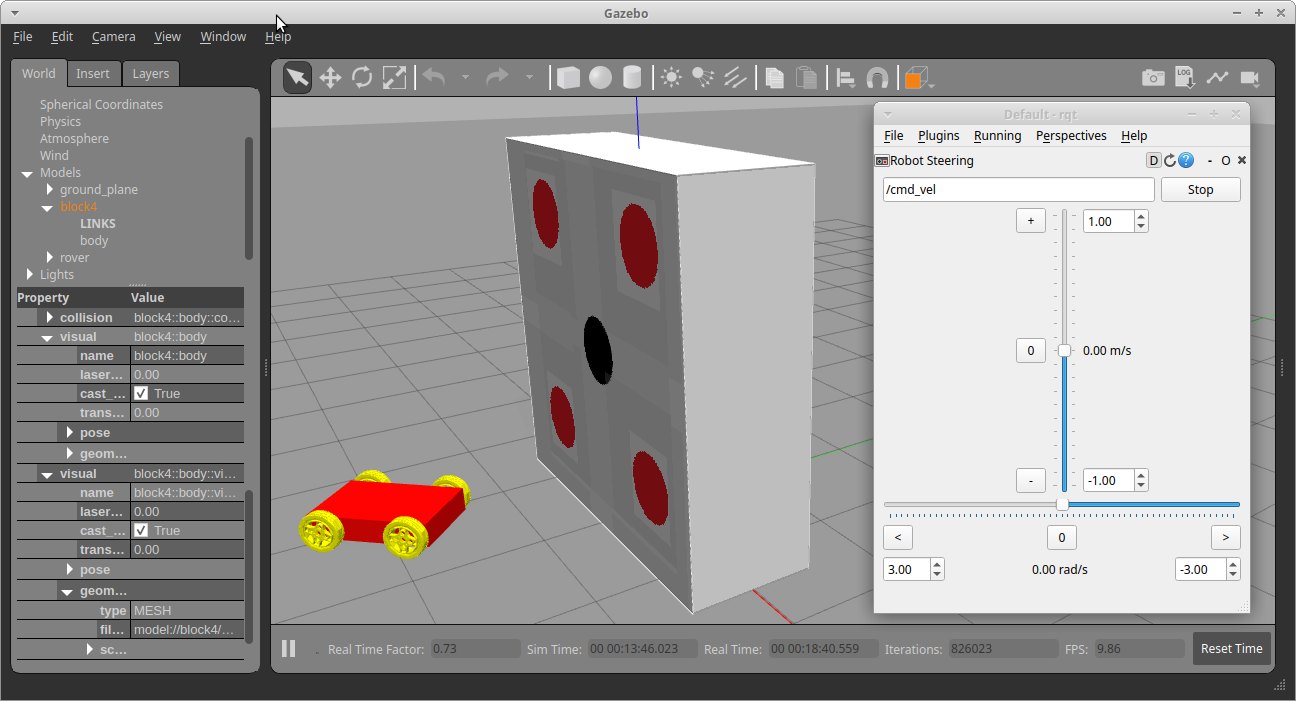 Gazebo
File Edit Camera View Window Help
World Insert Layers
Spherical Coordinates
Physics
Atmosphere
Wind
Models
ground_plane
block4
LINKS
body
rover
Lights
Property Value
collision block4::body::co...
visual block4::body
name block4::body
laser... 0.00
cast_... True
trans... 0.00
pose
geom...
visual block4::body::vi...
name block4::body::vi...
laser... 0.00
cast_... True
trans... 0.00
pose
geom...
type MESH
fil... model://block4/...
sc...
LOG
Default - rqt
File Plugins Running Perspectives Help
Robot Steering D ? - O
/cmd_vel Stop
+ 1.00
0 0.00 m/s
- -1.00
< 0 >
3.00 0.00 rad/s -3.00
Real Time Factor: 0.73 Sim Time: 00 00:13:46.023 Real Time: 00 00:18:40.559 Iterations: 826023 FPS: 9.86 Reset Time